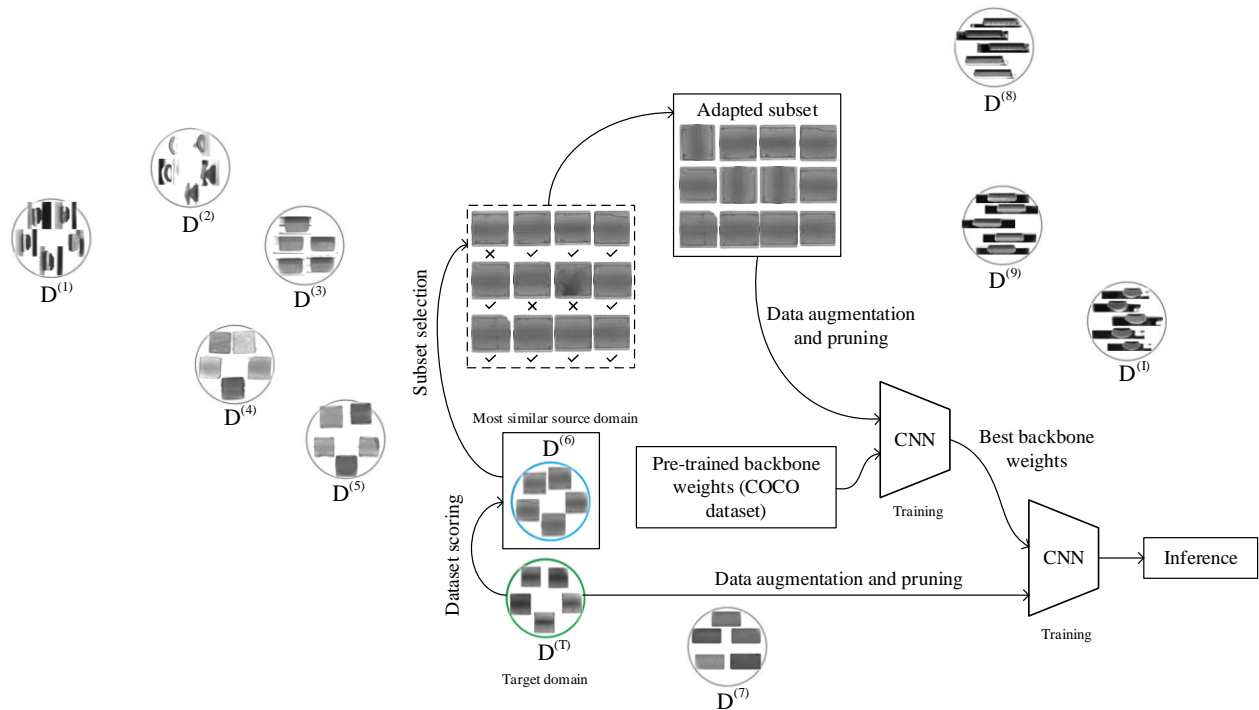 D(8)
Adapted subset
D(2)
D(1)
D(3)
D(9)
Subset selection
Data augmentation
and pruning
D(I)
D(4)
Most similar source domain
D(6)
D(5)
CNN
Best backbone
weights
Pre-trained backbone
weights (COCO
dataset)
Training
Dataset scoring
CNN
Inference
Data augmentation and pruning
Training
D(T)
Target domain
D(7)